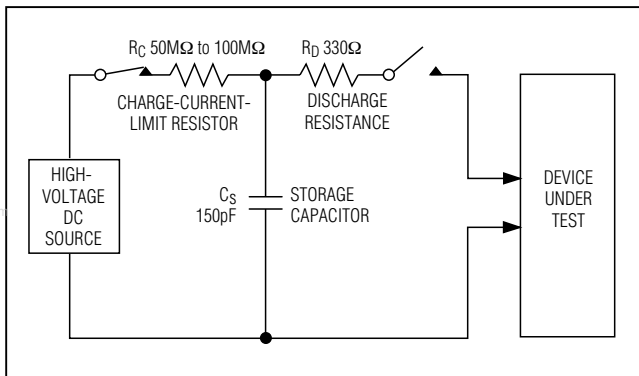 RC 50MΩ to 100MΩ
CHARGE-CURRENT-
LIMIT RESISTOR
RD 330Ω
DISCHARGE
RESISTANCE
HIGH-
VOLTAGE
DC
SOURCE
CS
150pF
STORAGE
CAPACITOR
DEVICE
UNDER
TEST